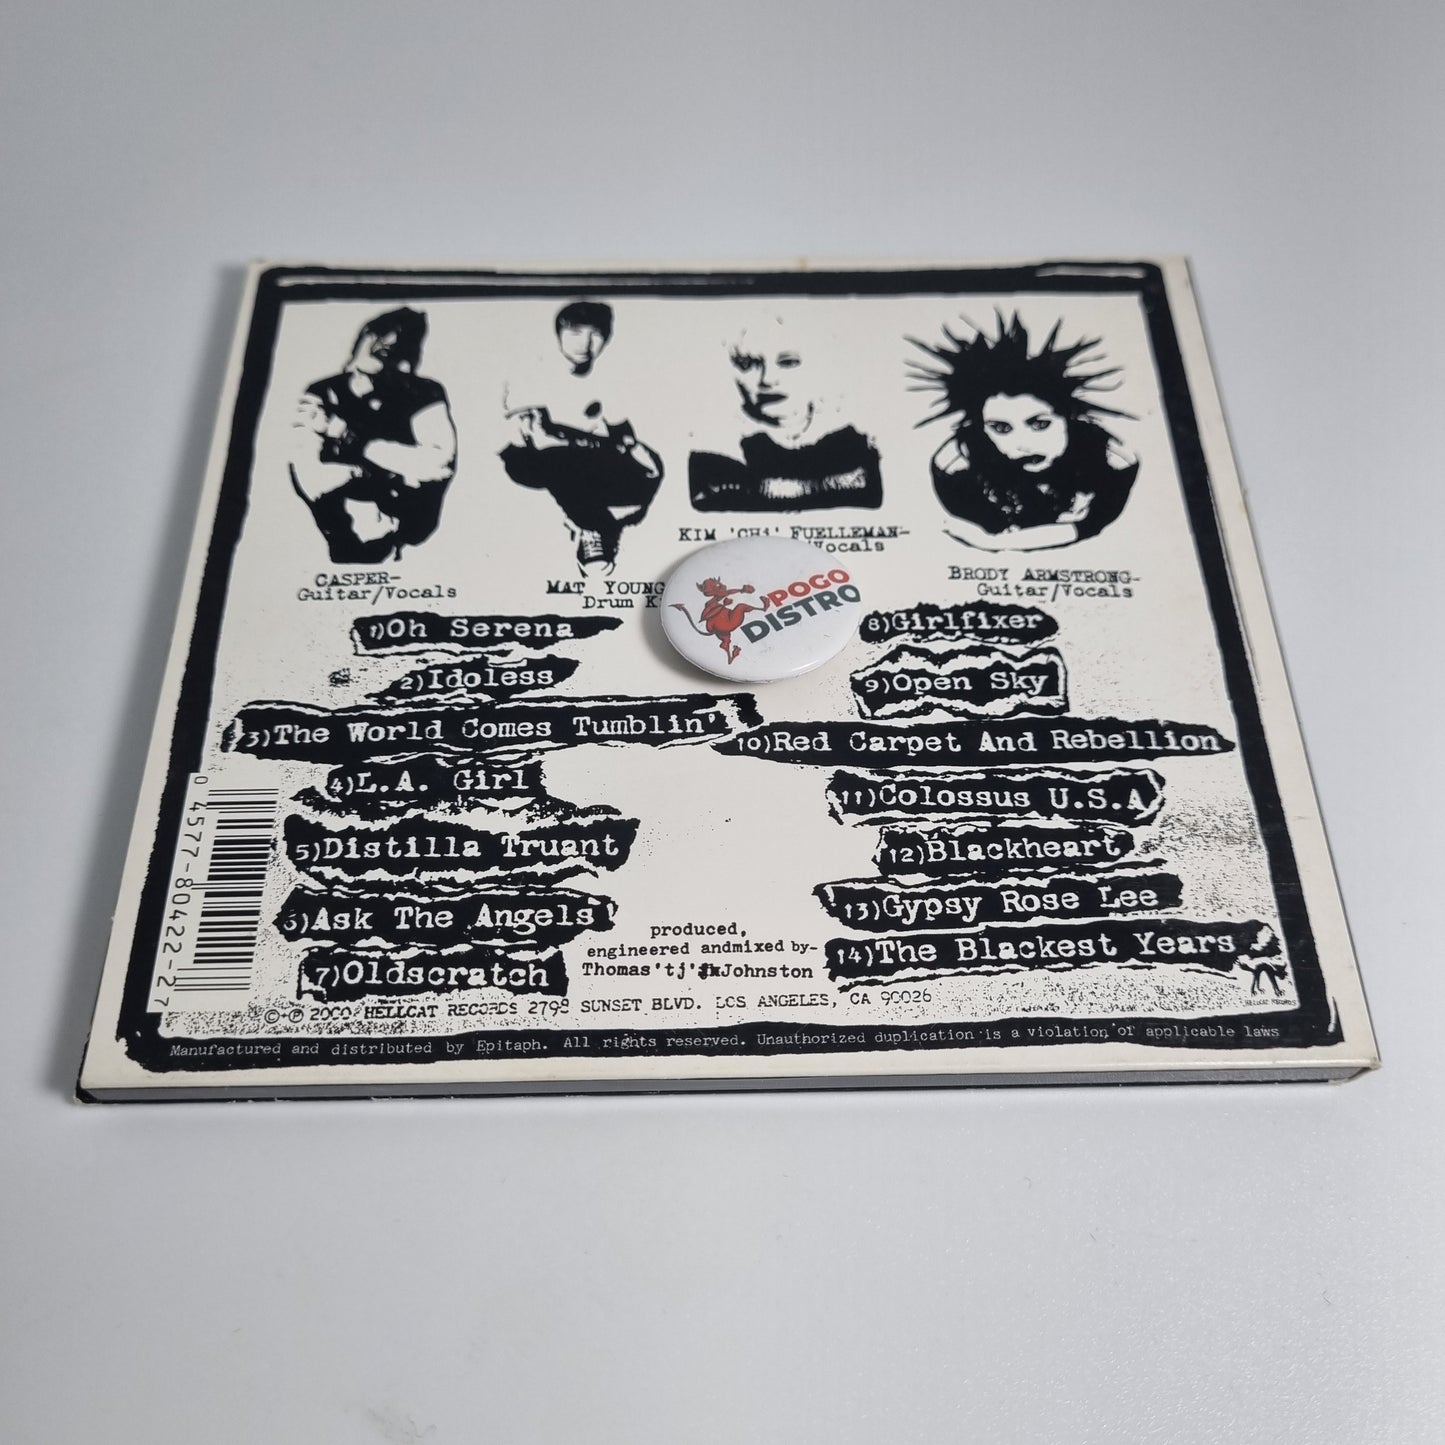 CASPER-
Guitar/Vocals
MAT YOUNG
Drum
KIM 'CHi' FUELLEMAN-
/Vocals
BRODY ARMSTRONG-
Guitar/Vocals
POGO
DISTRO
1)Oh Serena
2)Idoless
3)The World Comes Tumblin'
4)L.A. Girl
5)Distilla Truant
6)Ask The Angels
7)Oldscratch
8)Girlfixer
9)Open Sky
10)Red Carpet And Rebellion
11)Colossus U.S.A
12)Blackheart
13)Gypsy Rose Lee
14)The Blackest Years
produced,
engineered andmixed by-
Thomas'tj' Johnston
0 4577-80422-2 7
©+℗ 2000 HELLCAT RECORDS 2798 SUNSET BLVD. LOS ANGELES, CA 90026
HELLCAT RECORDS
Manufactured and distributed by Epitaph. All rights reserved. Unauthorized duplication is a violation of applicable laws